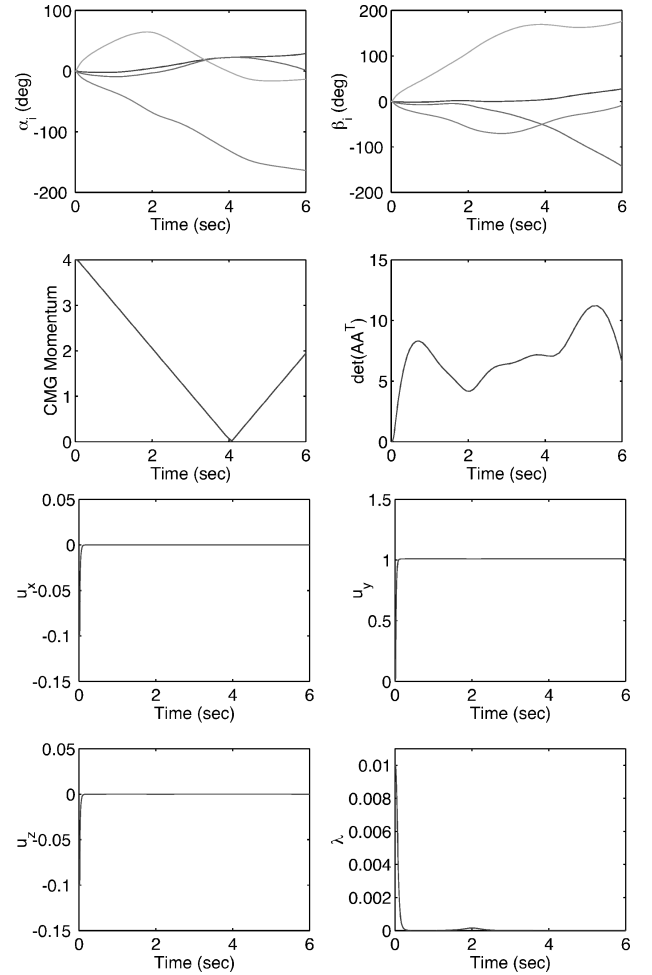 100
0
-100
-200
α_i (deg)
0 2 4 6
Time (sec)
200
100
0
-100
-200
β_i (deg)
0 2 4 6
Time (sec)
4
3
2
1
0
CMG Momentum
0 2 4 6
Time (sec)
15
10
5
0
det(AA^T)
0 2 4 6
Time (sec)
0.05
0
-0.05
-0.1
-0.15
u_x
0 2 4 6
Time (sec)
1.5
1
0.5
0
u_y
0 2 4 6
Time (sec)
0.05
0
-0.05
-0.1
-0.15
u_z
0 2 4 6
Time (sec)
0.01
0.008
0.006
0.004
0.002
0
λ
0 2 4 6
Time (sec)